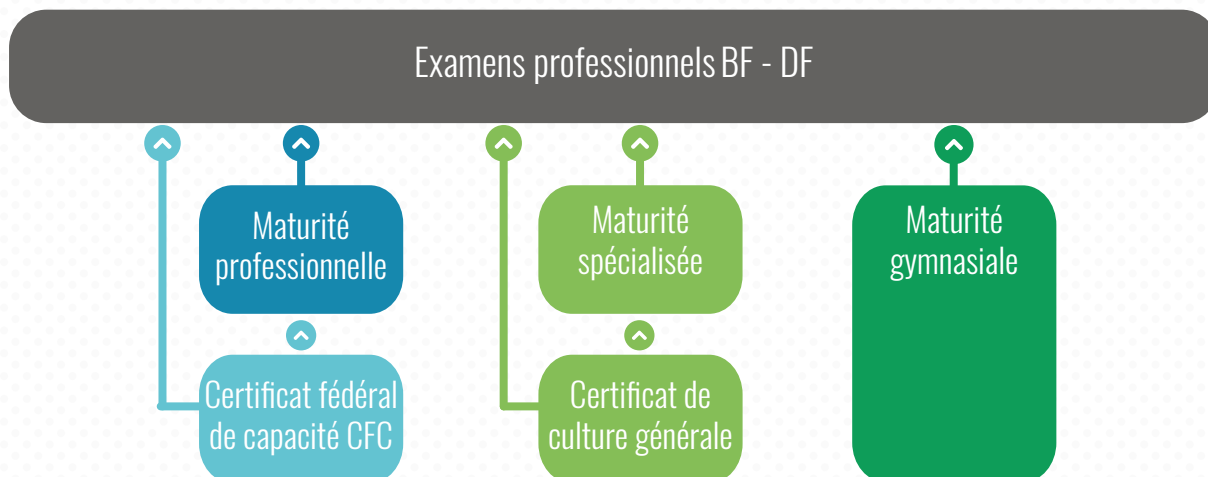 Examens professionnels BF - DF
Maturité
professionnelle
Maturité
spécialisée
Maturité
gymnasiale
Certificat fédéral
de capacité CFC
Certificat de
culture générale